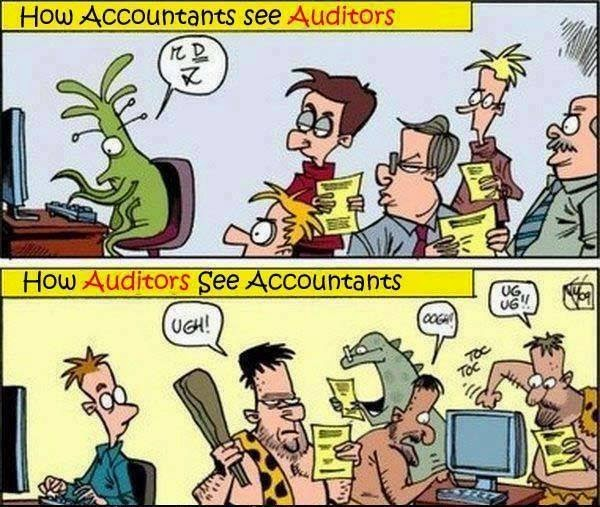 How Accountants see Auditors
How Auditors See Accountants
UGH!
OOGH!
TOC
TOC
UG
UG!!